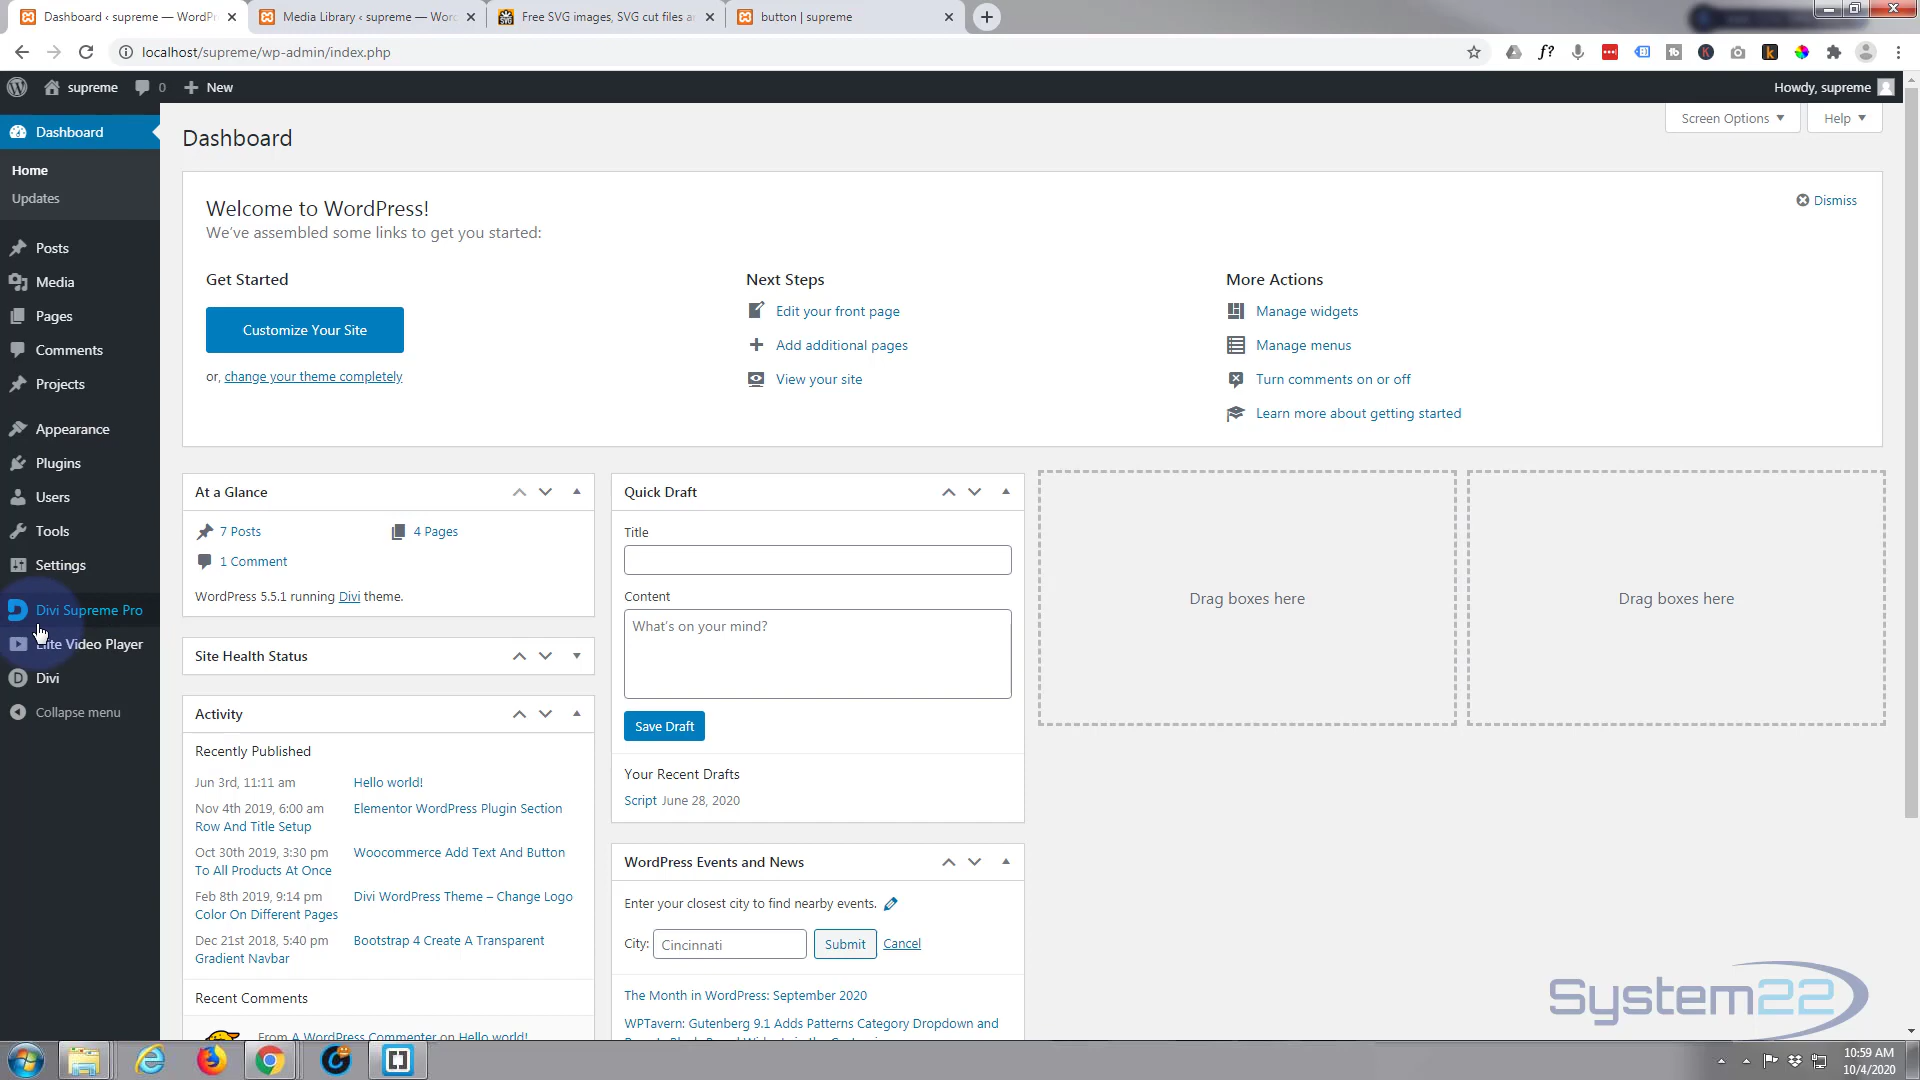 Dashboard ‹ supreme — WordPr
Media Library ‹ supreme — Word
Free SVG images, SVG cut files a
button | supreme
localhost/supreme/wp-admin/index.php
supreme
0
New
Howdy, supreme
Dashboard
Home
Updates
Posts
Media
Pages
Comments
Projects
Appearance
Plugins
Users
Tools
Settings
Divi Supreme Pro
Elite Video Player
Divi
Collapse menu
Dashboard
Screen Options
Help
Welcome to WordPress!
Dismiss
We've assembled some links to get you started:
Get Started
Customize Your Site
or, change your theme completely
Next Steps
Edit your front page
Add additional pages
View your site
More Actions
Manage widgets
Manage menus
Turn comments on or off
Learn more about getting started
At a Glance
7 Posts
4 Pages
1 Comment
WordPress 5.5.1 running Divi theme.
Site Health Status
Activity
Recently Published
Jun 3rd, 11:11 am Hello world!
Nov 4th 2019, 6:00 am Elementor WordPress Plugin Section
Row And Title Setup
Oct 30th 2019, 3:30 pm Woocommerce Add Text And Button
To All Products At Once
Feb 8th 2019, 9:14 pm Divi WordPress Theme – Change Logo
Color On Different Pages
Dec 21st 2018, 5:40 pm Bootstrap 4 Create A Transparent
Gradient Navbar
Recent Comments
From A WordPress Commenter on Hello world!
Quick Draft
Title
Content
What's on your mind?
Save Draft
Your Recent Drafts
Script June 28, 2020
WordPress Events and News
Enter your closest city to find nearby events.
City: Cincinnati Submit Cancel
The Month in WordPress: September 2020
WPTavern: Gutenberg 9.1 Adds Patterns Category Dropdown and
Drag boxes here
Drag boxes here
System22
10:59 AM
10/4/2020